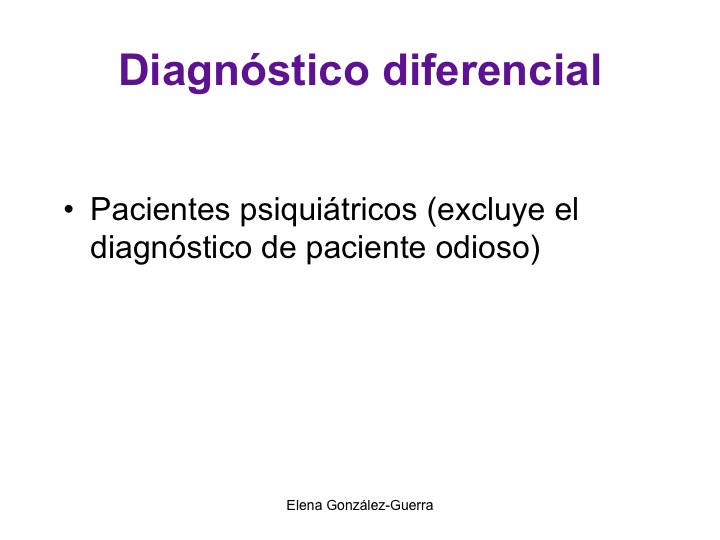 Diagnóstico diferencial
• Pacientes psiquiátricos (excluye el
diagnóstico de paciente odioso)
Elena González-Guerra